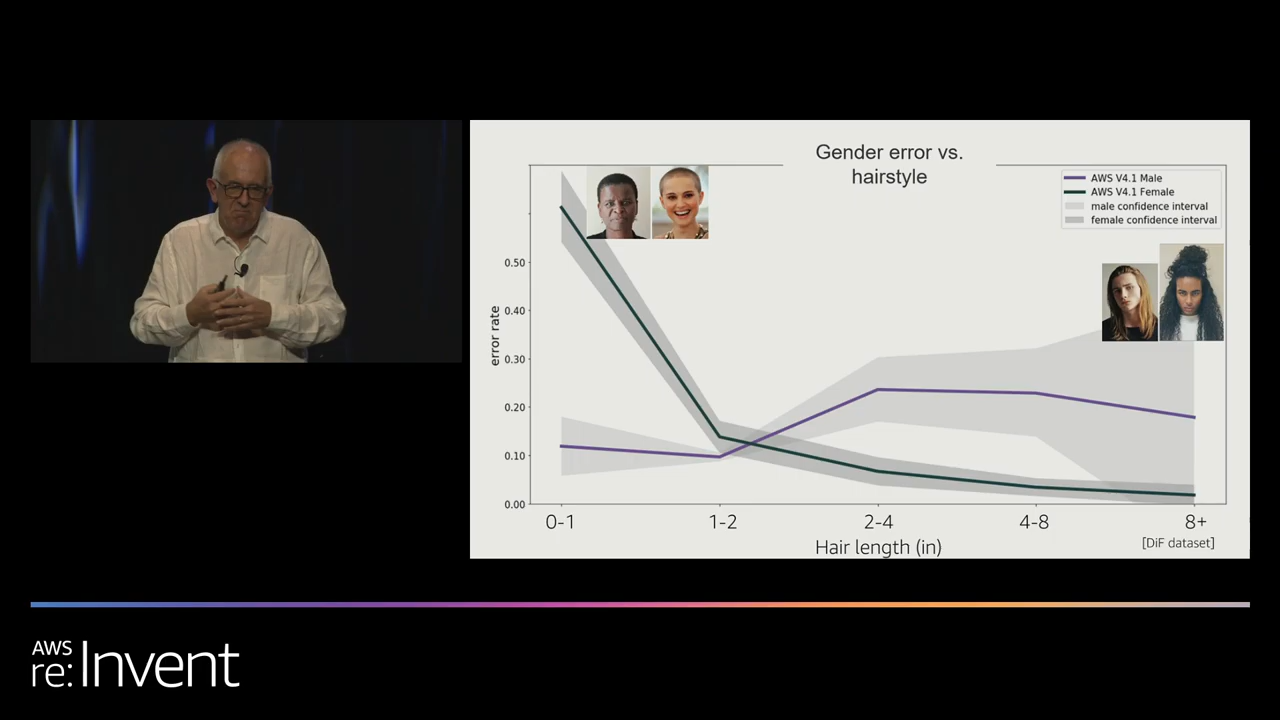 Gender error vs.
hairstyle
AWS V4.1 Male
AWS V4.1 Female
male confidence interval
female confidence interval
error rate
0.50
0.40
0.30
0.20
0.10
0.00
0-1
1-2
2-4
4-8
8+
Hair length (in)
[DiF dataset]
AWS
re:Invent